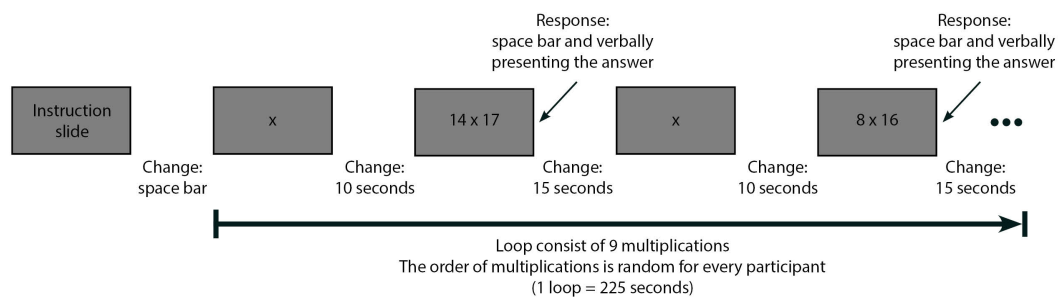 Response:
space bar and verbally
presenting the answer
Response:
space bar and verbally
presenting the answer
Instruction
slide
x
14 x 17
x
8 x 16
Change:
space bar
Change:
10 seconds
Change:
15 seconds
Change:
10 seconds
Change:
15 seconds
Loop consist of 9 multiplications
The order of multiplications is random for every participant
(1 loop = 225 seconds)